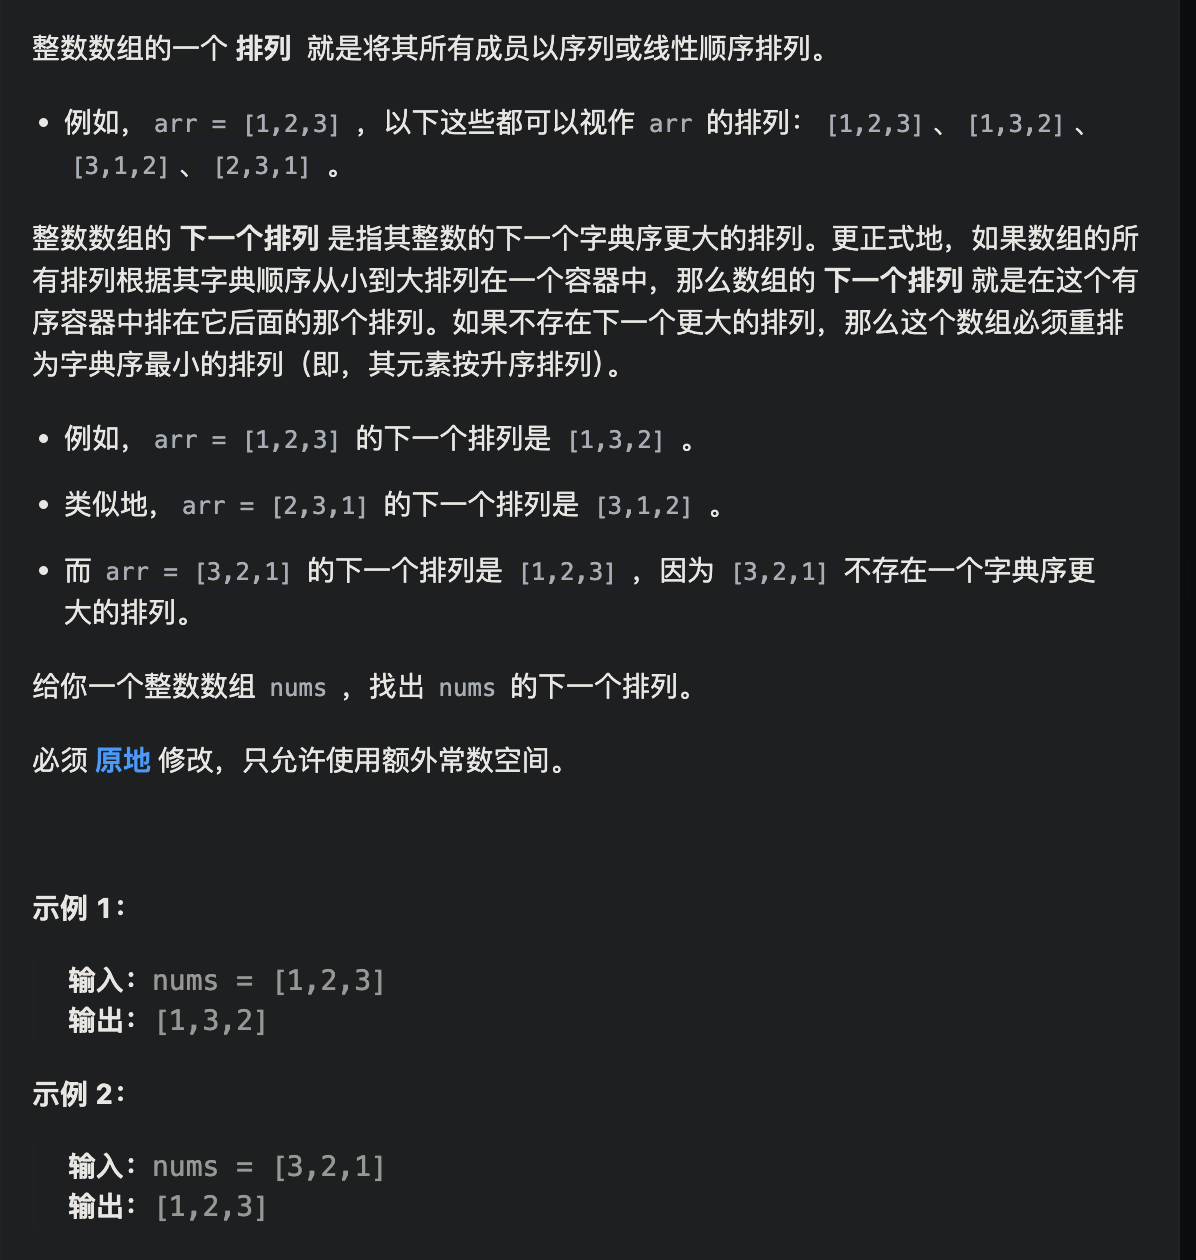 整数数组的一个 排列 就是将其所有成员以序列或线性顺序排列。
• 例如， arr = [1,2,3] ，以下这些都可以视作 arr 的排列： [1,2,3] 、 [1,3,2] 、
[3,1,2] 、 [2,3,1] 。
整数数组的 下一个排列 是指其整数的下一个字典序更大的排列。更正式地，如果数组的所
有排列根据其字典顺序从小到大排列在一个容器中，那么数组的 下一个排列 就是在这个有
序容器中排在它后面的那个排列。如果不存在下一个更大的排列，那么这个数组必须重排
为字典序最小的排列（即，其元素按升序排列）。
• 例如， arr = [1,2,3] 的下一个排列是 [1,3,2] 。
• 类似地， arr = [2,3,1] 的下一个排列是 [3,1,2] 。
• 而 arr = [3,2,1] 的下一个排列是 [1,2,3] ，因为 [3,2,1] 不存在一个字典序更
大的排列。
给你一个整数数组 nums ，找出 nums 的下一个排列。
必须 原地 修改，只允许使用额外常数空间。
示例 1：
输入：nums = [1,2,3]
输出：[1,3,2]
示例 2：
输入：nums = [3,2,1]
输出：[1,2,3]